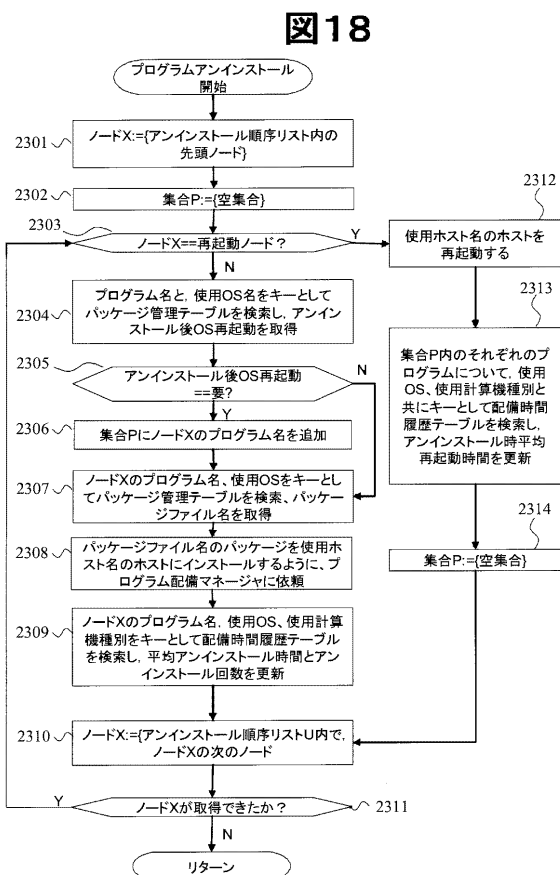 図18
プログラムアンインストール
開始
2301
ノードX:={アンインストール順序リスト内の
先頭ノード}
2302
集合P:={空集合}
2303
ノードX==再起動ノード？
Y
N
2312
使用ホスト名のホストを
再起動する
2304
プログラム名と，使用OS名をキーとして
パッケージ管理テーブルを検索し，アンイン
ストール後OS再起動を取得
2305
アンインストール後OS再起動
==要?
N
Y
2306
集合PにノードXのプログラム名を追加
2313
集合P内のそれぞれのプ
ログラムについて，使用
OS、使用計算機種別と
共にキーとして配備時間
履歴テーブルを検索し，
アンインストール時平均
再起動時間を更新
2307
ノードXのプログラム名、使用OSをキーとし
てパッケージ管理テーブルを検索、パッケー
ジファイル名を取得
2308
パッケージファイル名のパッケージを使用ホ
スト名のホストにインストールするように、プ
ログラム配備マネージャに依頼
2314
集合P:={空集合}
2309
ノードXのプログラム名，使用OS、使用計算
機種別をキーとして配備時間履歴テーブル
を検索し，平均アンインストール時間とアン
インストール回数を更新
2310
ノードX:={アンインストール順序リストU内で，
ノードXの次のノード
Y
ノードXが取得できたか？
2311
N
リターン